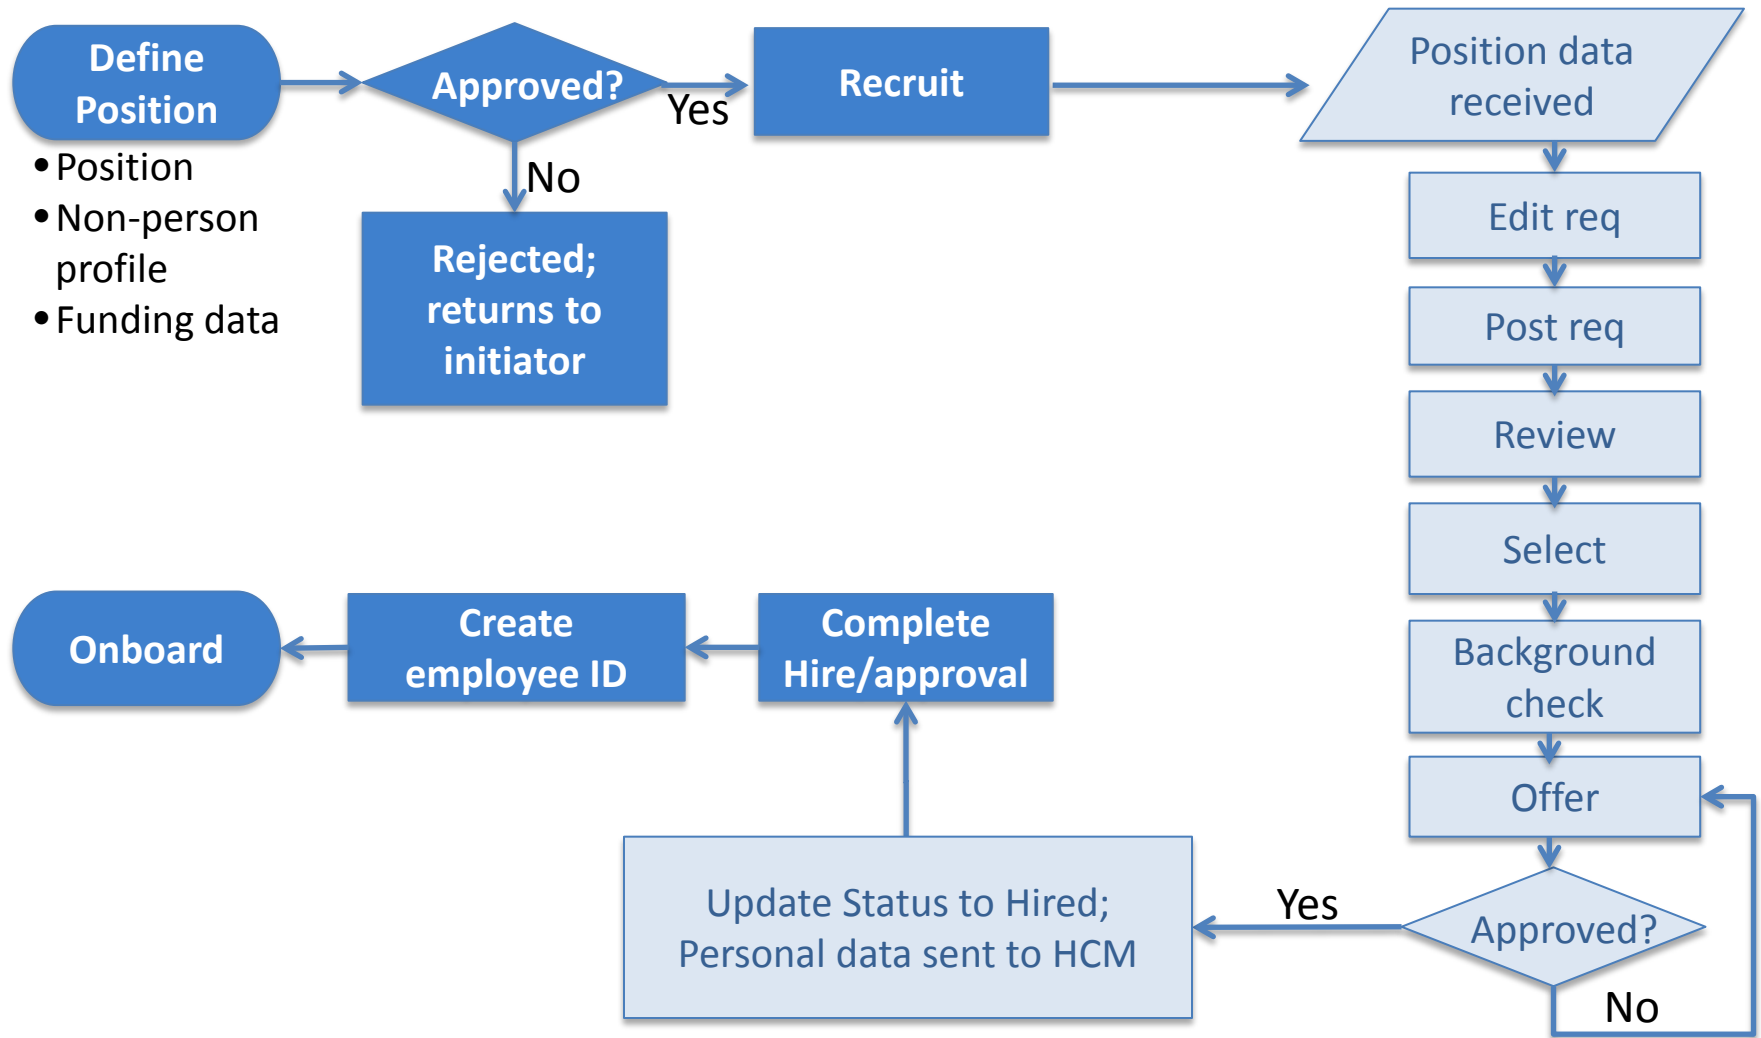 Define
Position
• Position
• Non-person
profile
• Funding data
Approved?
Yes
No
Rejected;
returns to
initiator
Recruit
Position data
received
Edit req
Post req
Review
Select
Background
check
Offer
Approved?
No
Yes
Update Status to Hired;
Personal data sent to HCM
Complete
Hire/approval
Create
employee ID
Onboard